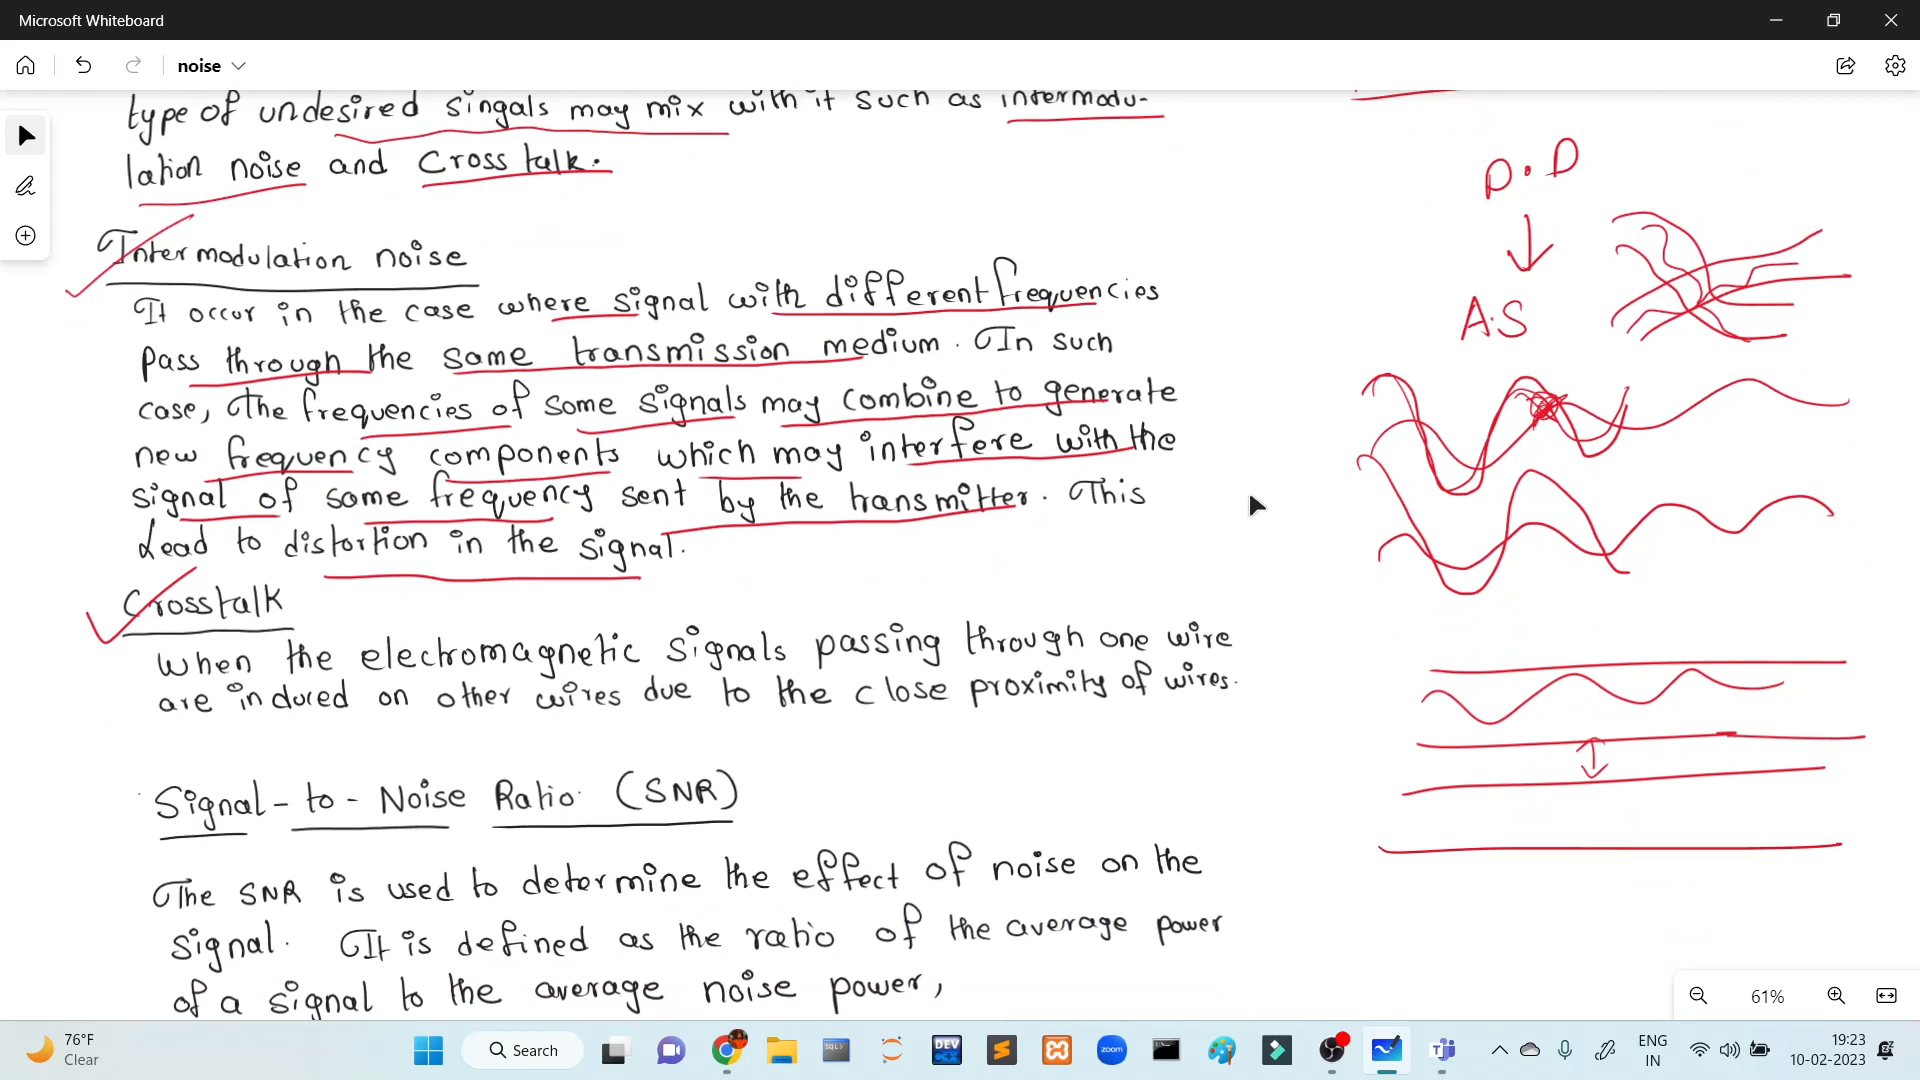 Microsoft Whiteboard
noise
type of undesired singals may mix with it such as intermodu-
lation noise and Cross talk.
Intermodulation noise
It occur in the case where signal with different frequencies
pass through the same transmission medium. In such
case, The frequencies of some signals may combine to generate
new frequency components which may interfere with the
signal of same frequency sent by the transmitter. This
Lead to distortion in the signal.
Crosstalk
When the electromagnetic signals passing through one wire
are indured on other wires due to the close proximity of wires.
Signal-to-Noise Ratio (SNR)
The SNR is used to determine the effect of noise on the
signal. It is defined as the ratio of the average power
of a signal to the average noise power,
D.D
A.S
61%
76°F
Clear
Search
SQL>
DEV
zoom
ENG
IN
19:23
10-02-2023